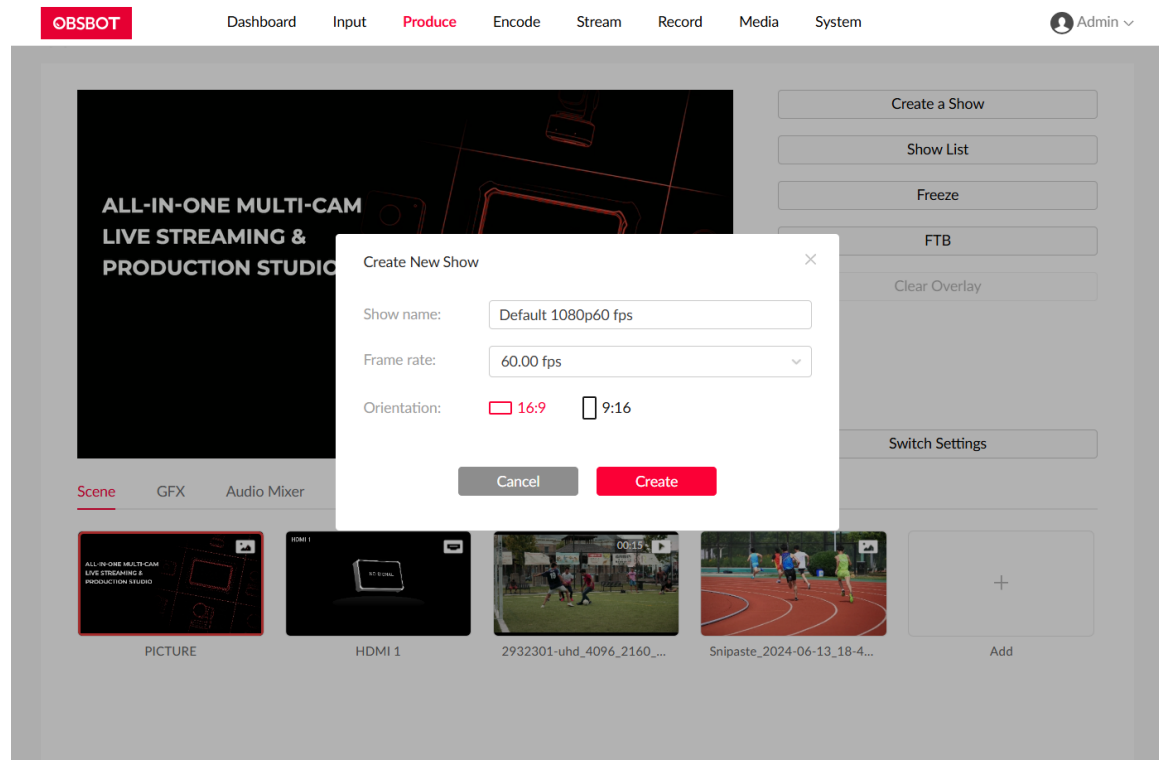 OBSBOT
Dashboard
Input
Produce
Encode
Stream
Record
Media
System
Admin
ALL-IN-ONE MULTI-CAM
LIVE STREAMING &
PRODUCTION STUDIO
Create a Show
Show List
Freeze
FTB
Clear Overlay
Switch Settings
Create New Show
Show name:
Default 1080p60 fps
Frame rate:
60.00 fps
Orientation:
16:9
9:16
Cancel
Create
Scene
GFX
Audio Mixer
ALL-IN-ONE MULTI-CAM
LIVE STREAMING &
PRODUCTION STUDIO
PICTURE
HDMI 1
HDMI 1
00:15
2932301-uhd_4096_2160_...
Snipaste_2024-06-13_18-4...
+
Add